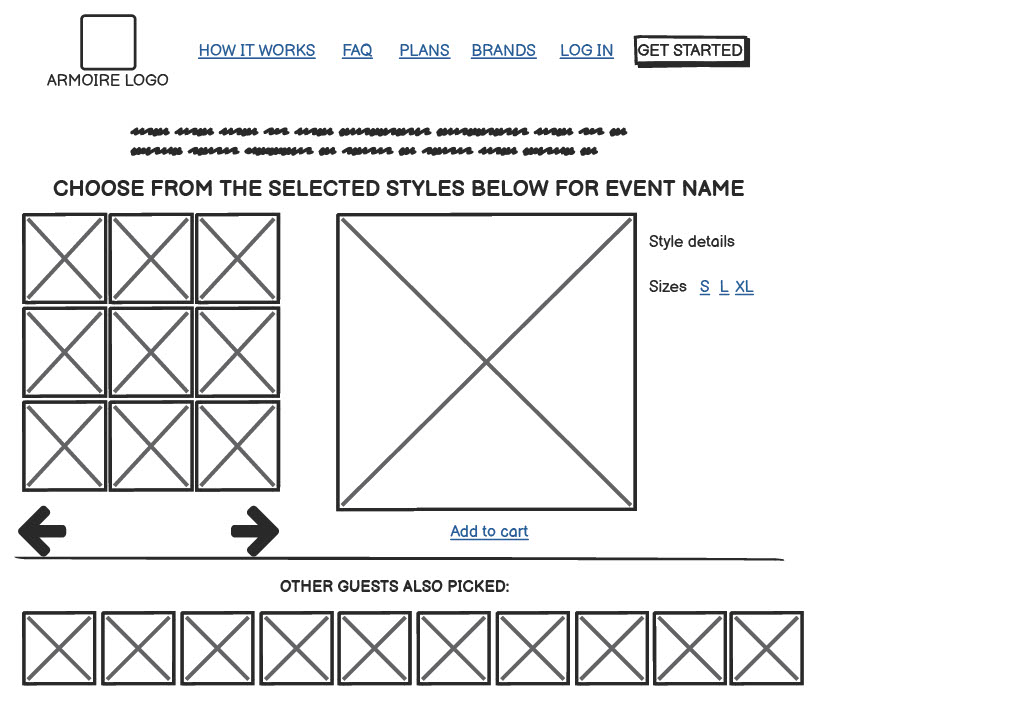 HOW IT WORKS FAQ PLANS BRANDS LOG IN GET STARTED
ARMOIRE LOGO
CHOOSE FROM THE SELECTED STYLES BELOW FOR EVENT NAME
Style details
Sizes S L XL
Add to cart
OTHER GUESTS ALSO PICKED: